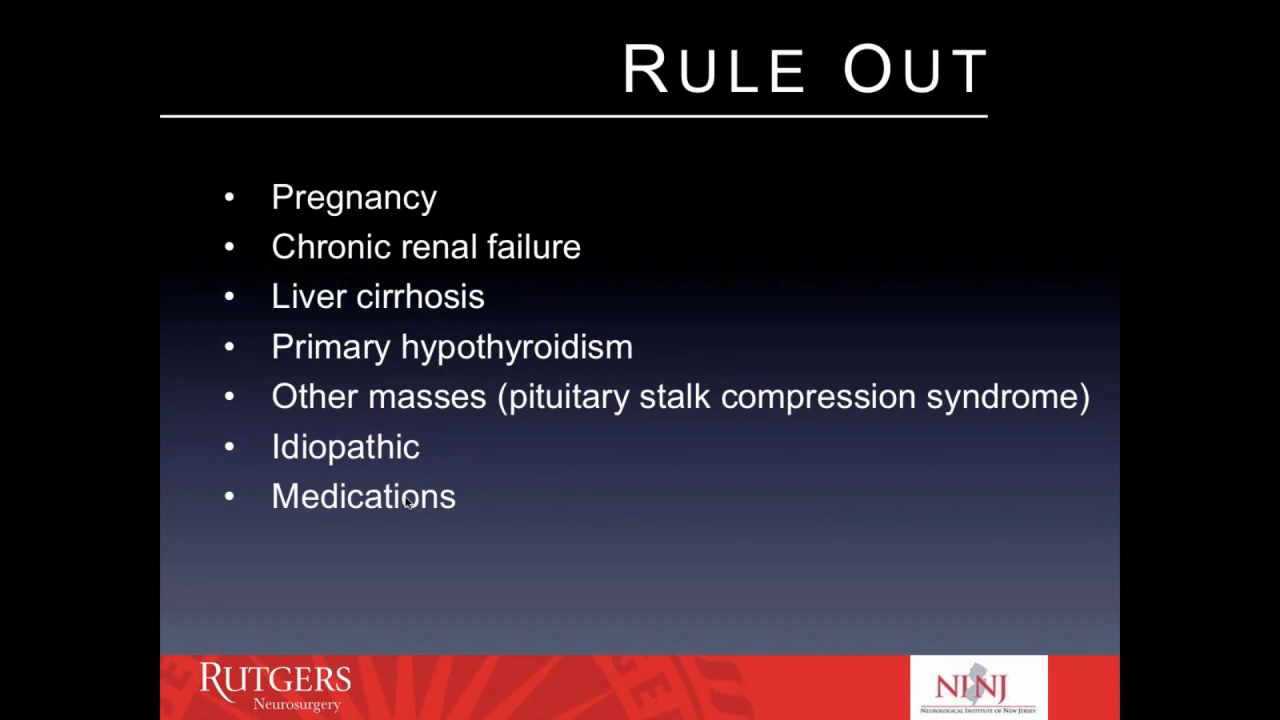 RULE OUT
• Pregnancy
• Chronic renal failure
• Liver cirrhosis
• Primary hypothyroidism
• Other masses (pituitary stalk compression syndrome)
• Idiopathic
• Medications
RUTGERS
Neurosurgery
NINJ
NEUROLOGICAL INSTITUTE OF NEW JERSEY